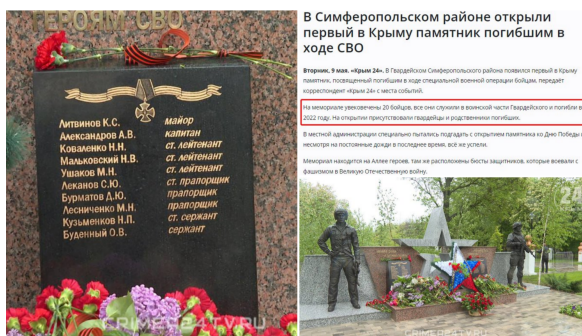 ГЕРОЯМ СВО
Литвинов К.С. майор
Александров А.В. капитан
Коваленко Н.Н. ст. лейтенант
Мальковский Н.В. ст. лейтенант
Ушаков М.Н. ст. лейтенант
Леканов С.Ю. ст. прапорщик
Бурматов Д.Ю. прапорщик
Лесниченко М.Н. прапорщик
Кузьменков Н.П. ст. сержант
Буденный О.В. сержант
CRIMEA24TV.RU
В Симферопольском районе открыли
первый в Крыму памятник погибшим в
ходе СВО
Вторник, 9 мая. «Крым 24». В Гвардейском Симферопольского района появился первый в Крыму
памятник, посвященный погибшим в ходе специальной военной операции бойцам, передаёт
корреспондент «Крым 24» с места событий.
На мемориале увековечены 20 бойцов, все они служили в воинской части Гвардейского и погибли в
2022 году. На открытии присутствовали гвардейцы и родственники погибших.
В местной администрации специально пытались подгадать с открытием памятника ко Дню Победы и
несмотря на постоянные дожди в последнее время, всё же успели.
Мемориал находится на Аллее героев, там же расположены бюсты защитников, которые воевали с
фашизмом в Великую Отечественную войну.
24
CRIMEA24TV.RU